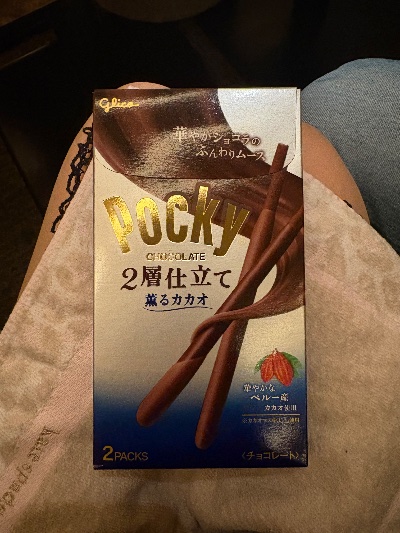 Glico
華やかショコラの
ふんわりムース
Pocky
CHOCOLATE
2層仕立て
薫るカカオ
華やかな
ペルー産
カカオ使用
2PACKS
〈チョコレート〉
kate spade